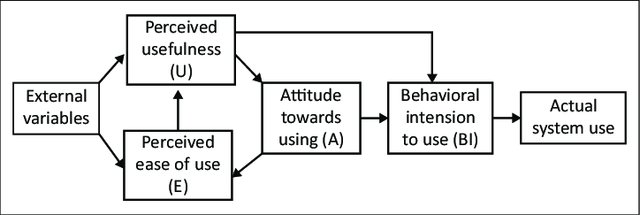 Perceived
usefulness
(U)
External
variables
Perceived
ease of use
(E)
Attitude
towards
using (A)
Behavioral
intension
to use (BI)
Actual
system use